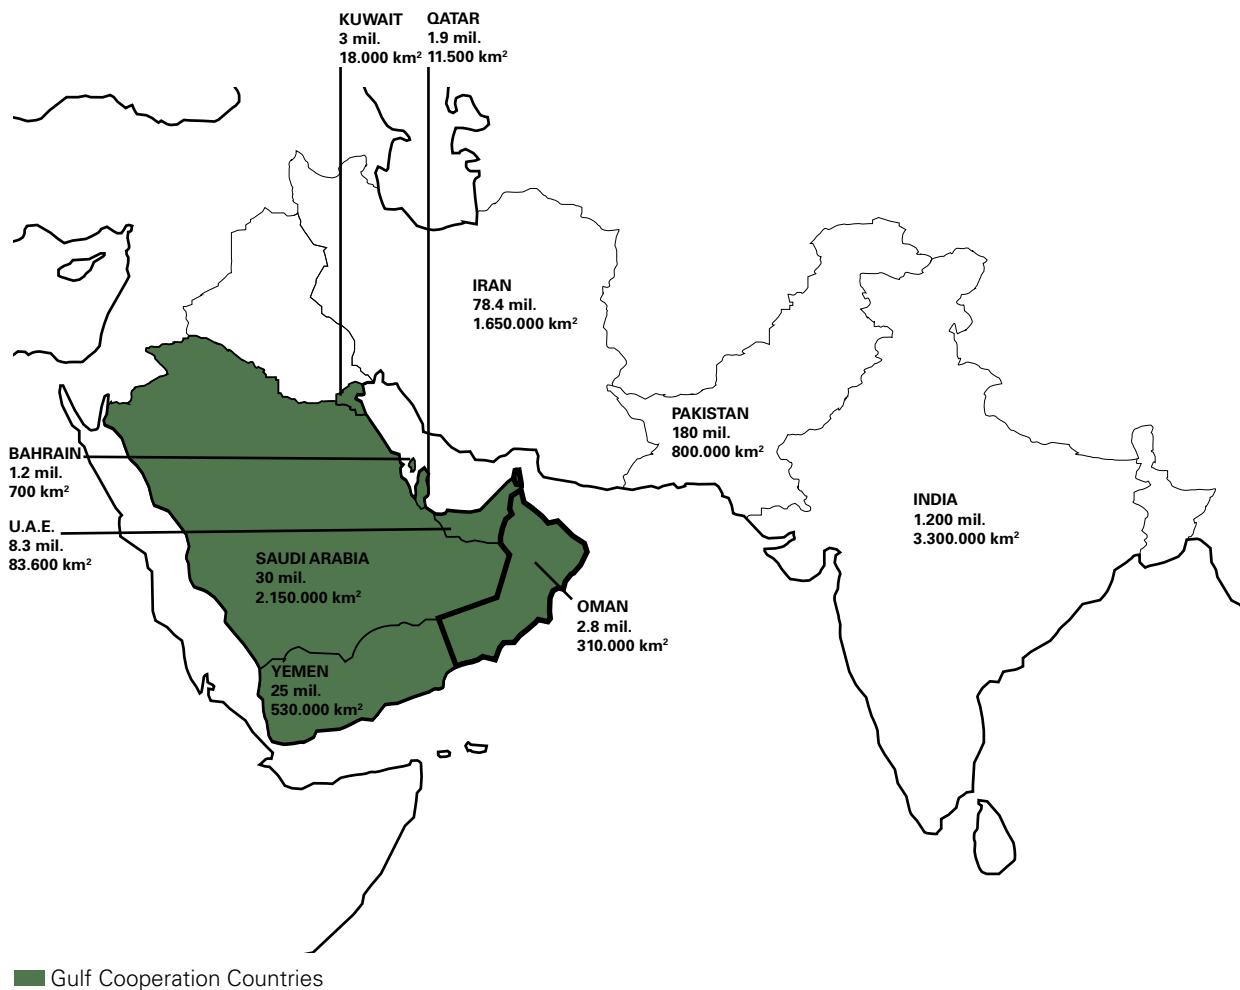 KUWAIT
3 mil.
18.000 km²
QATAR
1.9 mil.
11.500 km²
IRAN
78.4 mil.
1.650.000 km²
PAKISTAN
180 mil.
800.000 km²
BAHRAIN
1.2 mil.
700 km²
INDIA
1.200 mil.
3.300.000 km²
U.A.E.
8.3 mil.
83.600 km²
SAUDI ARABIA
30 mil.
2.150.000 km²
OMAN
2.8 mil.
310.000 km²
YEMEN
25 mil.
530.000 km²
Gulf Cooperation Countries